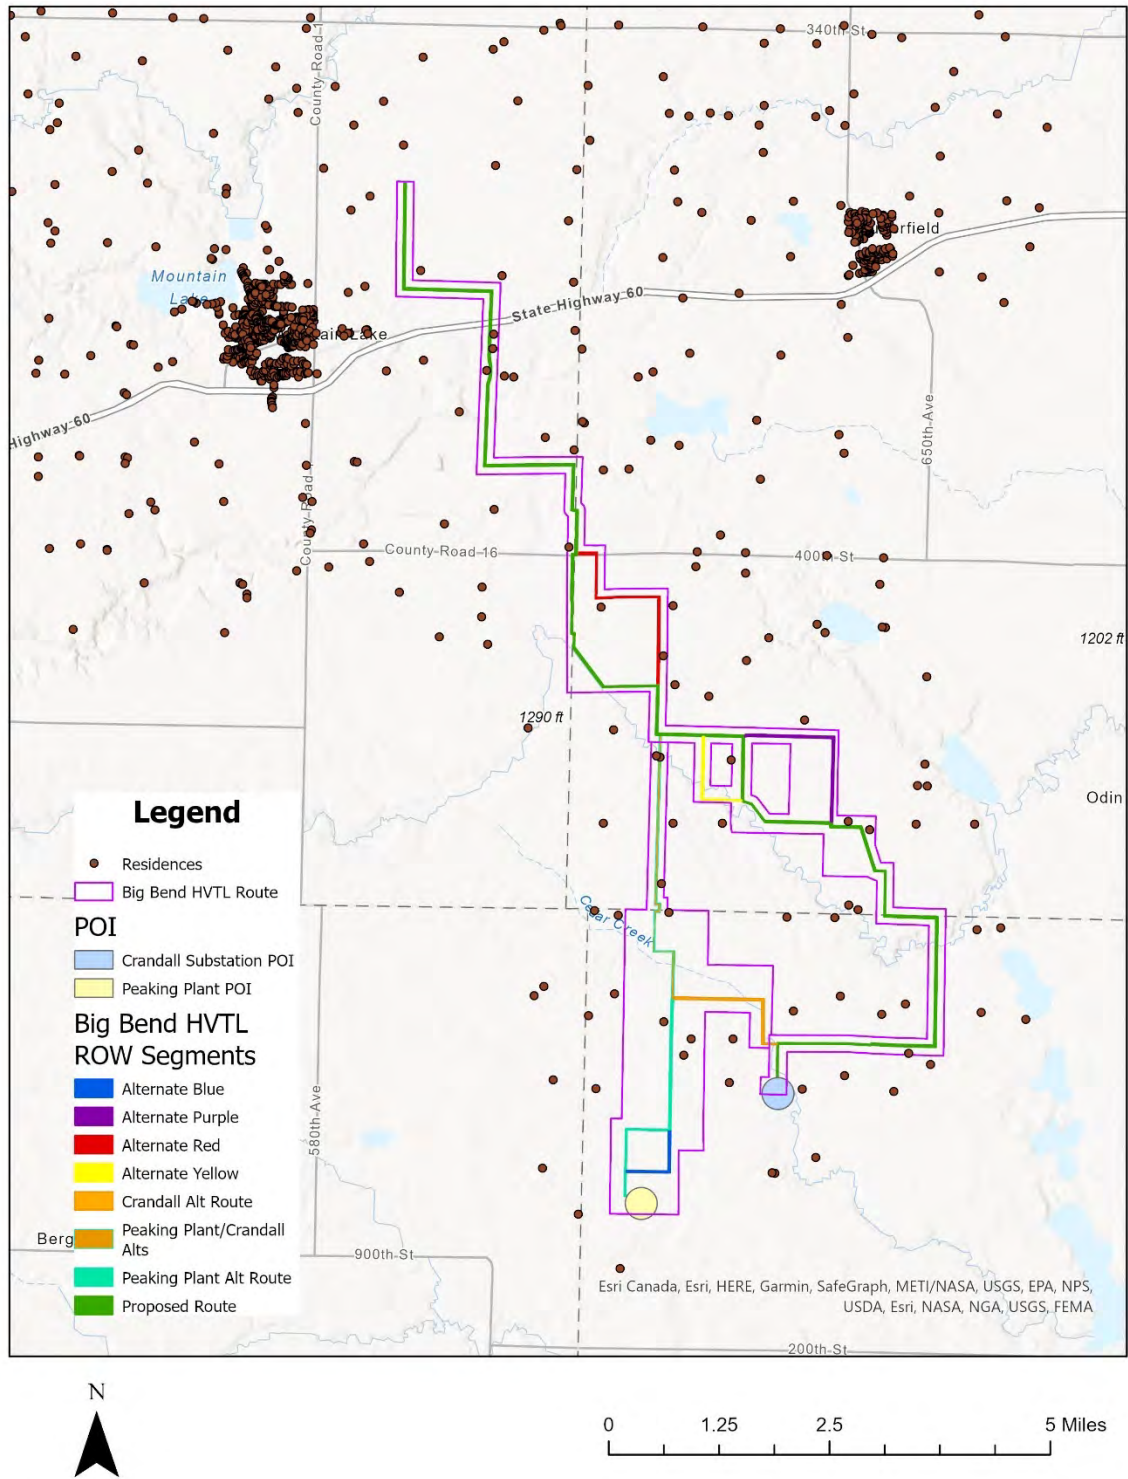 340th-St
County-Road-1
Mountain
Lake
State Highway 60
Highway-60
650th-Ave
County-Road
County-Road-16
400th-St
1202 ft
1290 ft
Odin
Cedar Creek
Legend
Residences
Big Bend HVTL Route
POI
Crandall Substation POI
Peaking Plant POI
Big Bend HVTL
ROW Segments
Alternate Blue
Alternate Purple
Alternate Red
Alternate Yellow
Crandall Alt Route
Peaking Plant/Crandall
Alts
Peaking Plant Alt Route
Proposed Route
580th-Ave
Berg
900th-St
Esri Canada, Esri, HERE, Garmin, SafeGraph, METI/NASA, USGS, EPA, NPS,
USDA, Esri, NASA, NGA, USGS, FEMA
200th-St
N
0 1.25 2.5 5 Miles